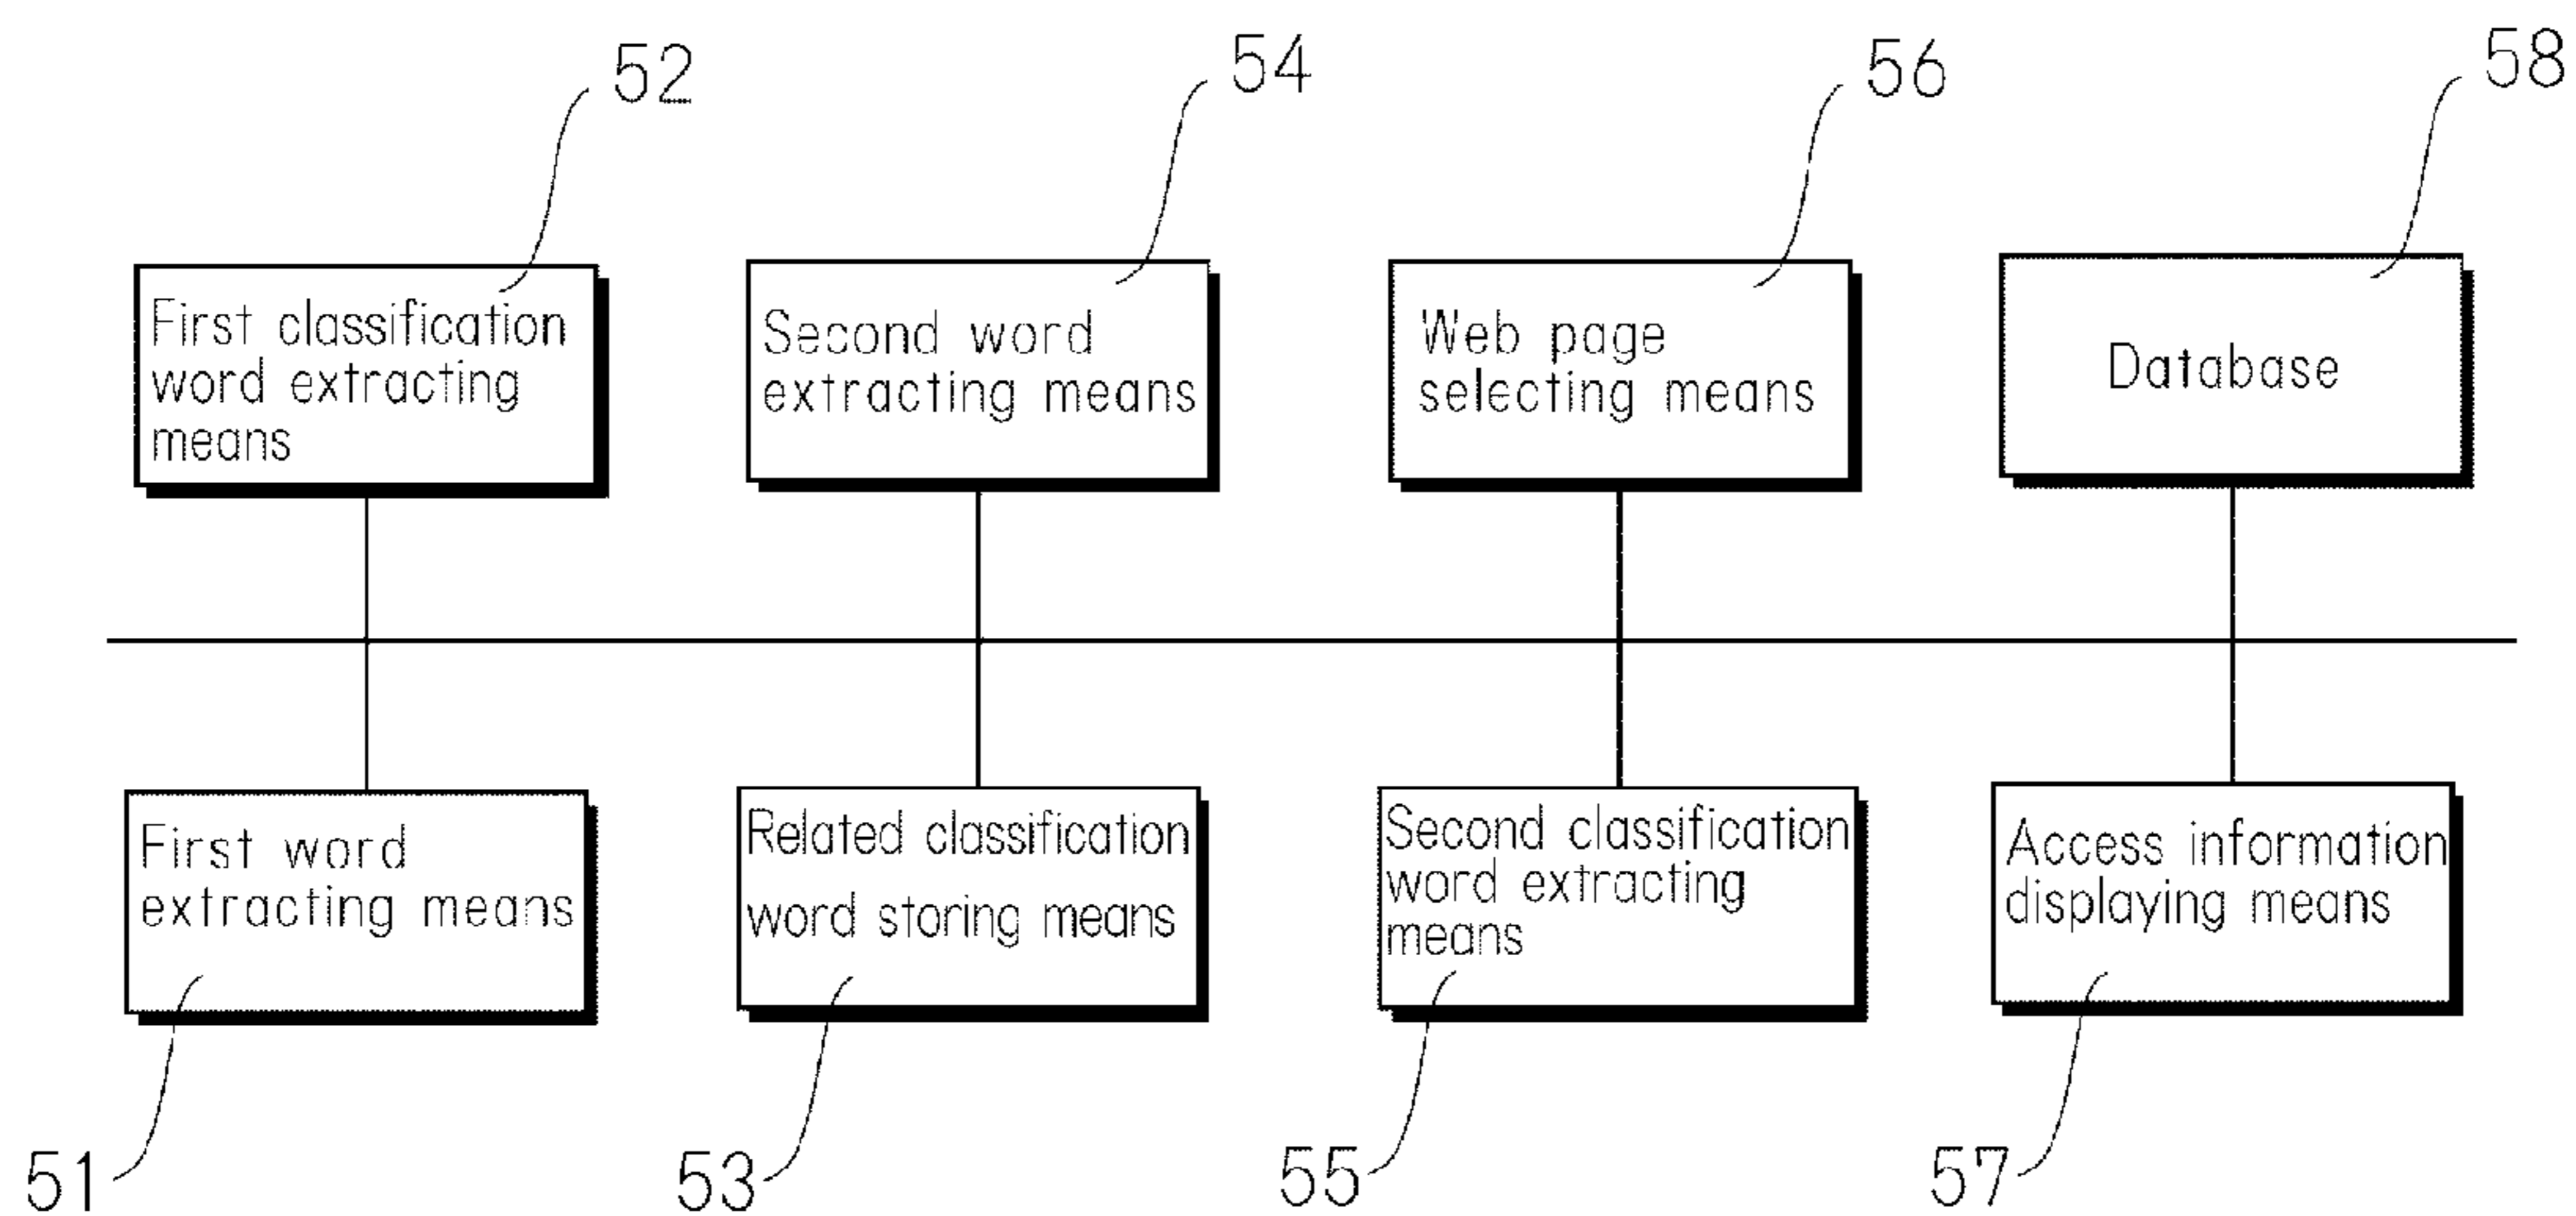 52
54
56
58
First classification
word extracting
means
Second word
extracting means
Web page
selecting means
Database
First word
extracting means
Related classification
word storing means
Second classification
word extracting
means
Access information
displaying means
51
53
55
57